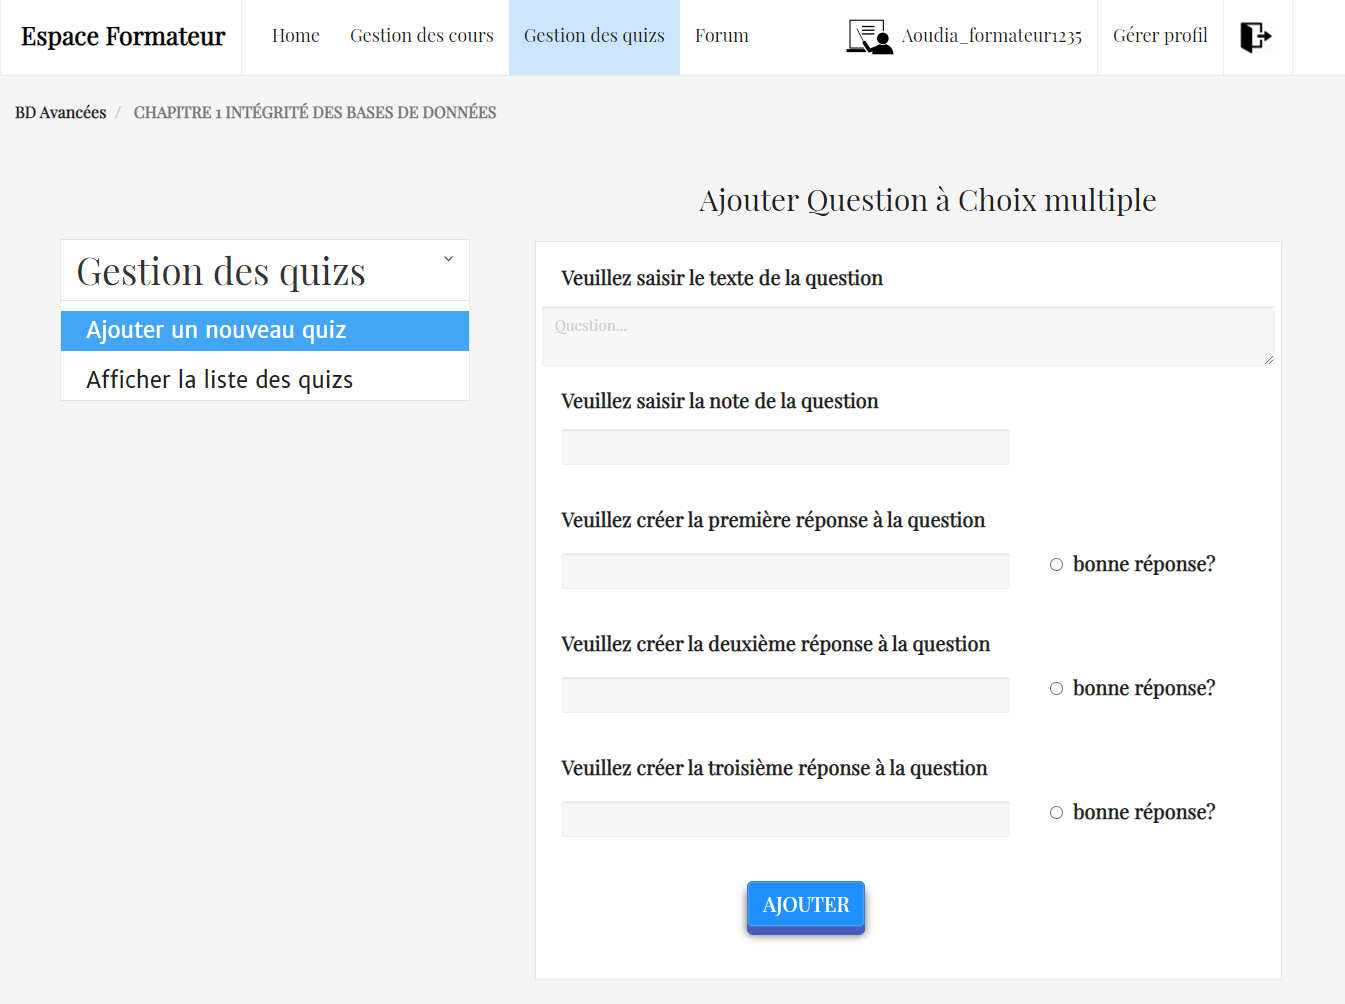 Espace Formateur Home Gestion des cours Gestion des quizs Forum Aoudia_formateur1235 Gérer profil
BD Avancées / CHAPITRE 1 INTÉGRITÉ DES BASES DE DONNÉES
Gestion des quizs
Ajouter un nouveau quiz
Afficher la liste des quizs
Ajouter Question à Choix multiple
Veuillez saisir le texte de la question
Question...
Veuillez saisir la note de la question
Veuillez créer la première réponse à la question
bonne réponse?
Veuillez créer la deuxième réponse à la question
bonne réponse?
Veuillez créer la troisième réponse à la question
bonne réponse?
AJOUTER